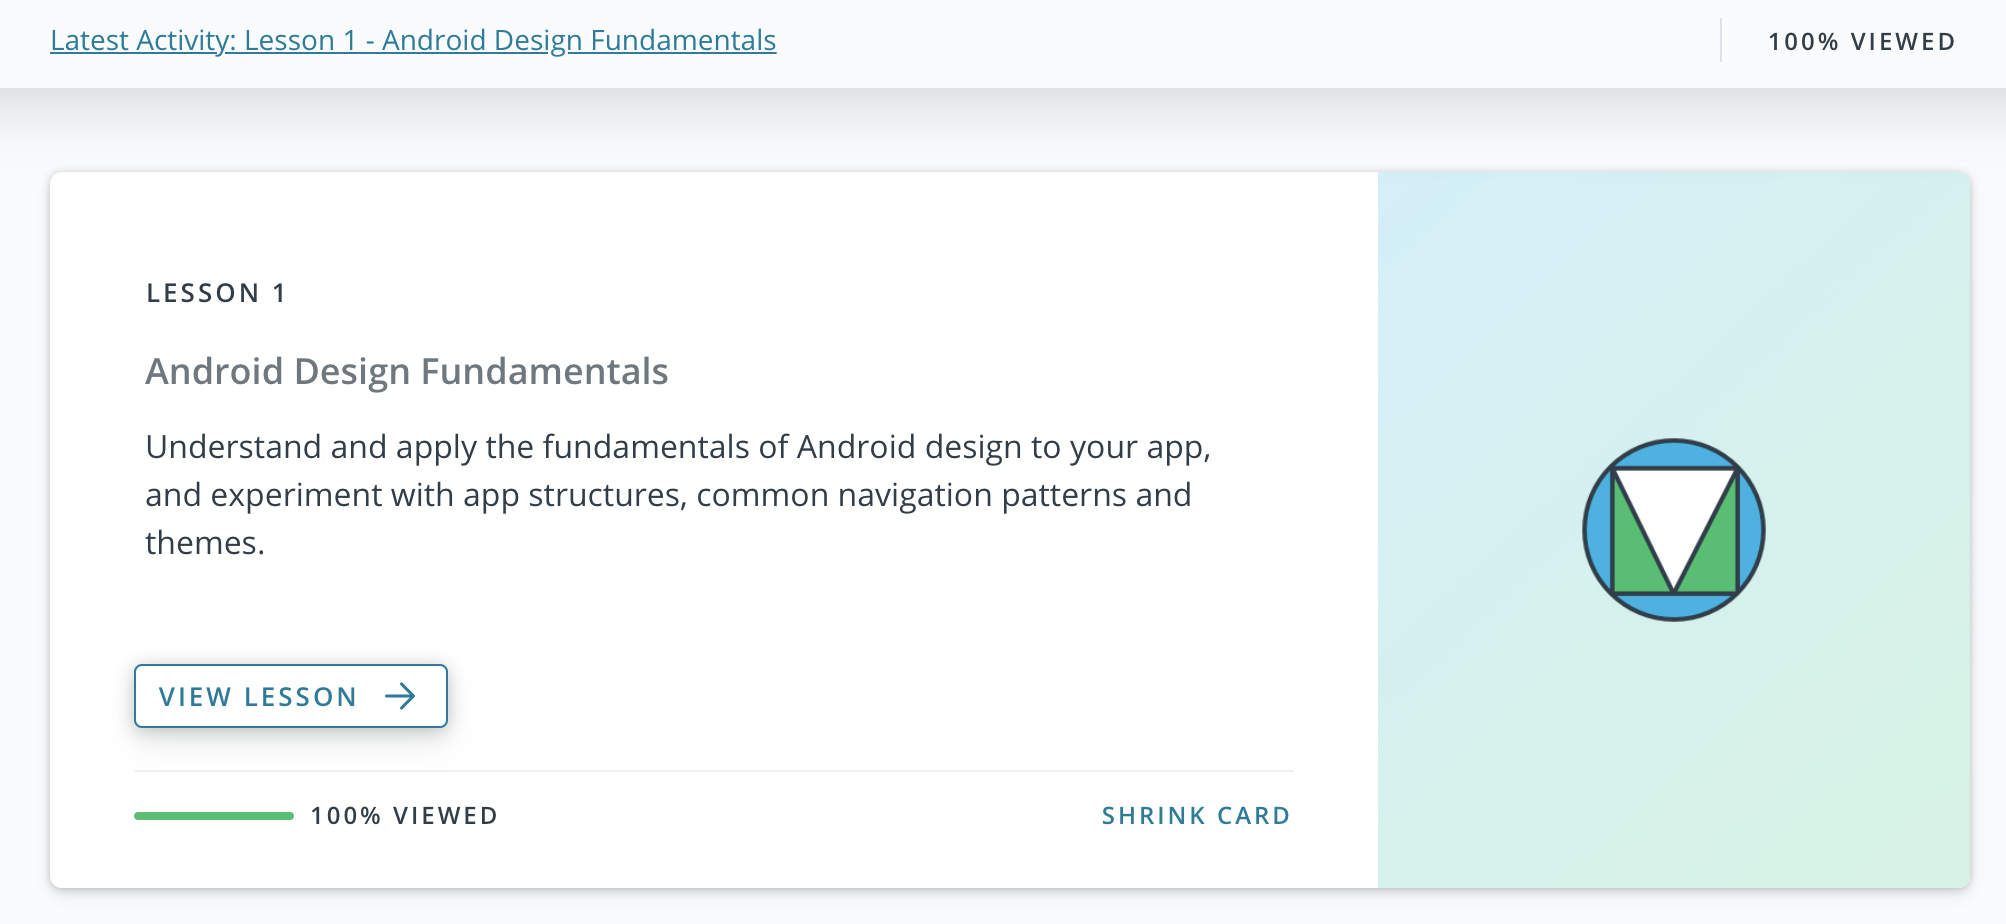 Latest Activity: Lesson 1 - Android Design Fundamentals
100% VIEWED
LESSON 1
Android Design Fundamentals
Understand and apply the fundamentals of Android design to your app,
and experiment with app structures, common navigation patterns and
themes.
VIEW LESSON
100% VIEWED
SHRINK CARD